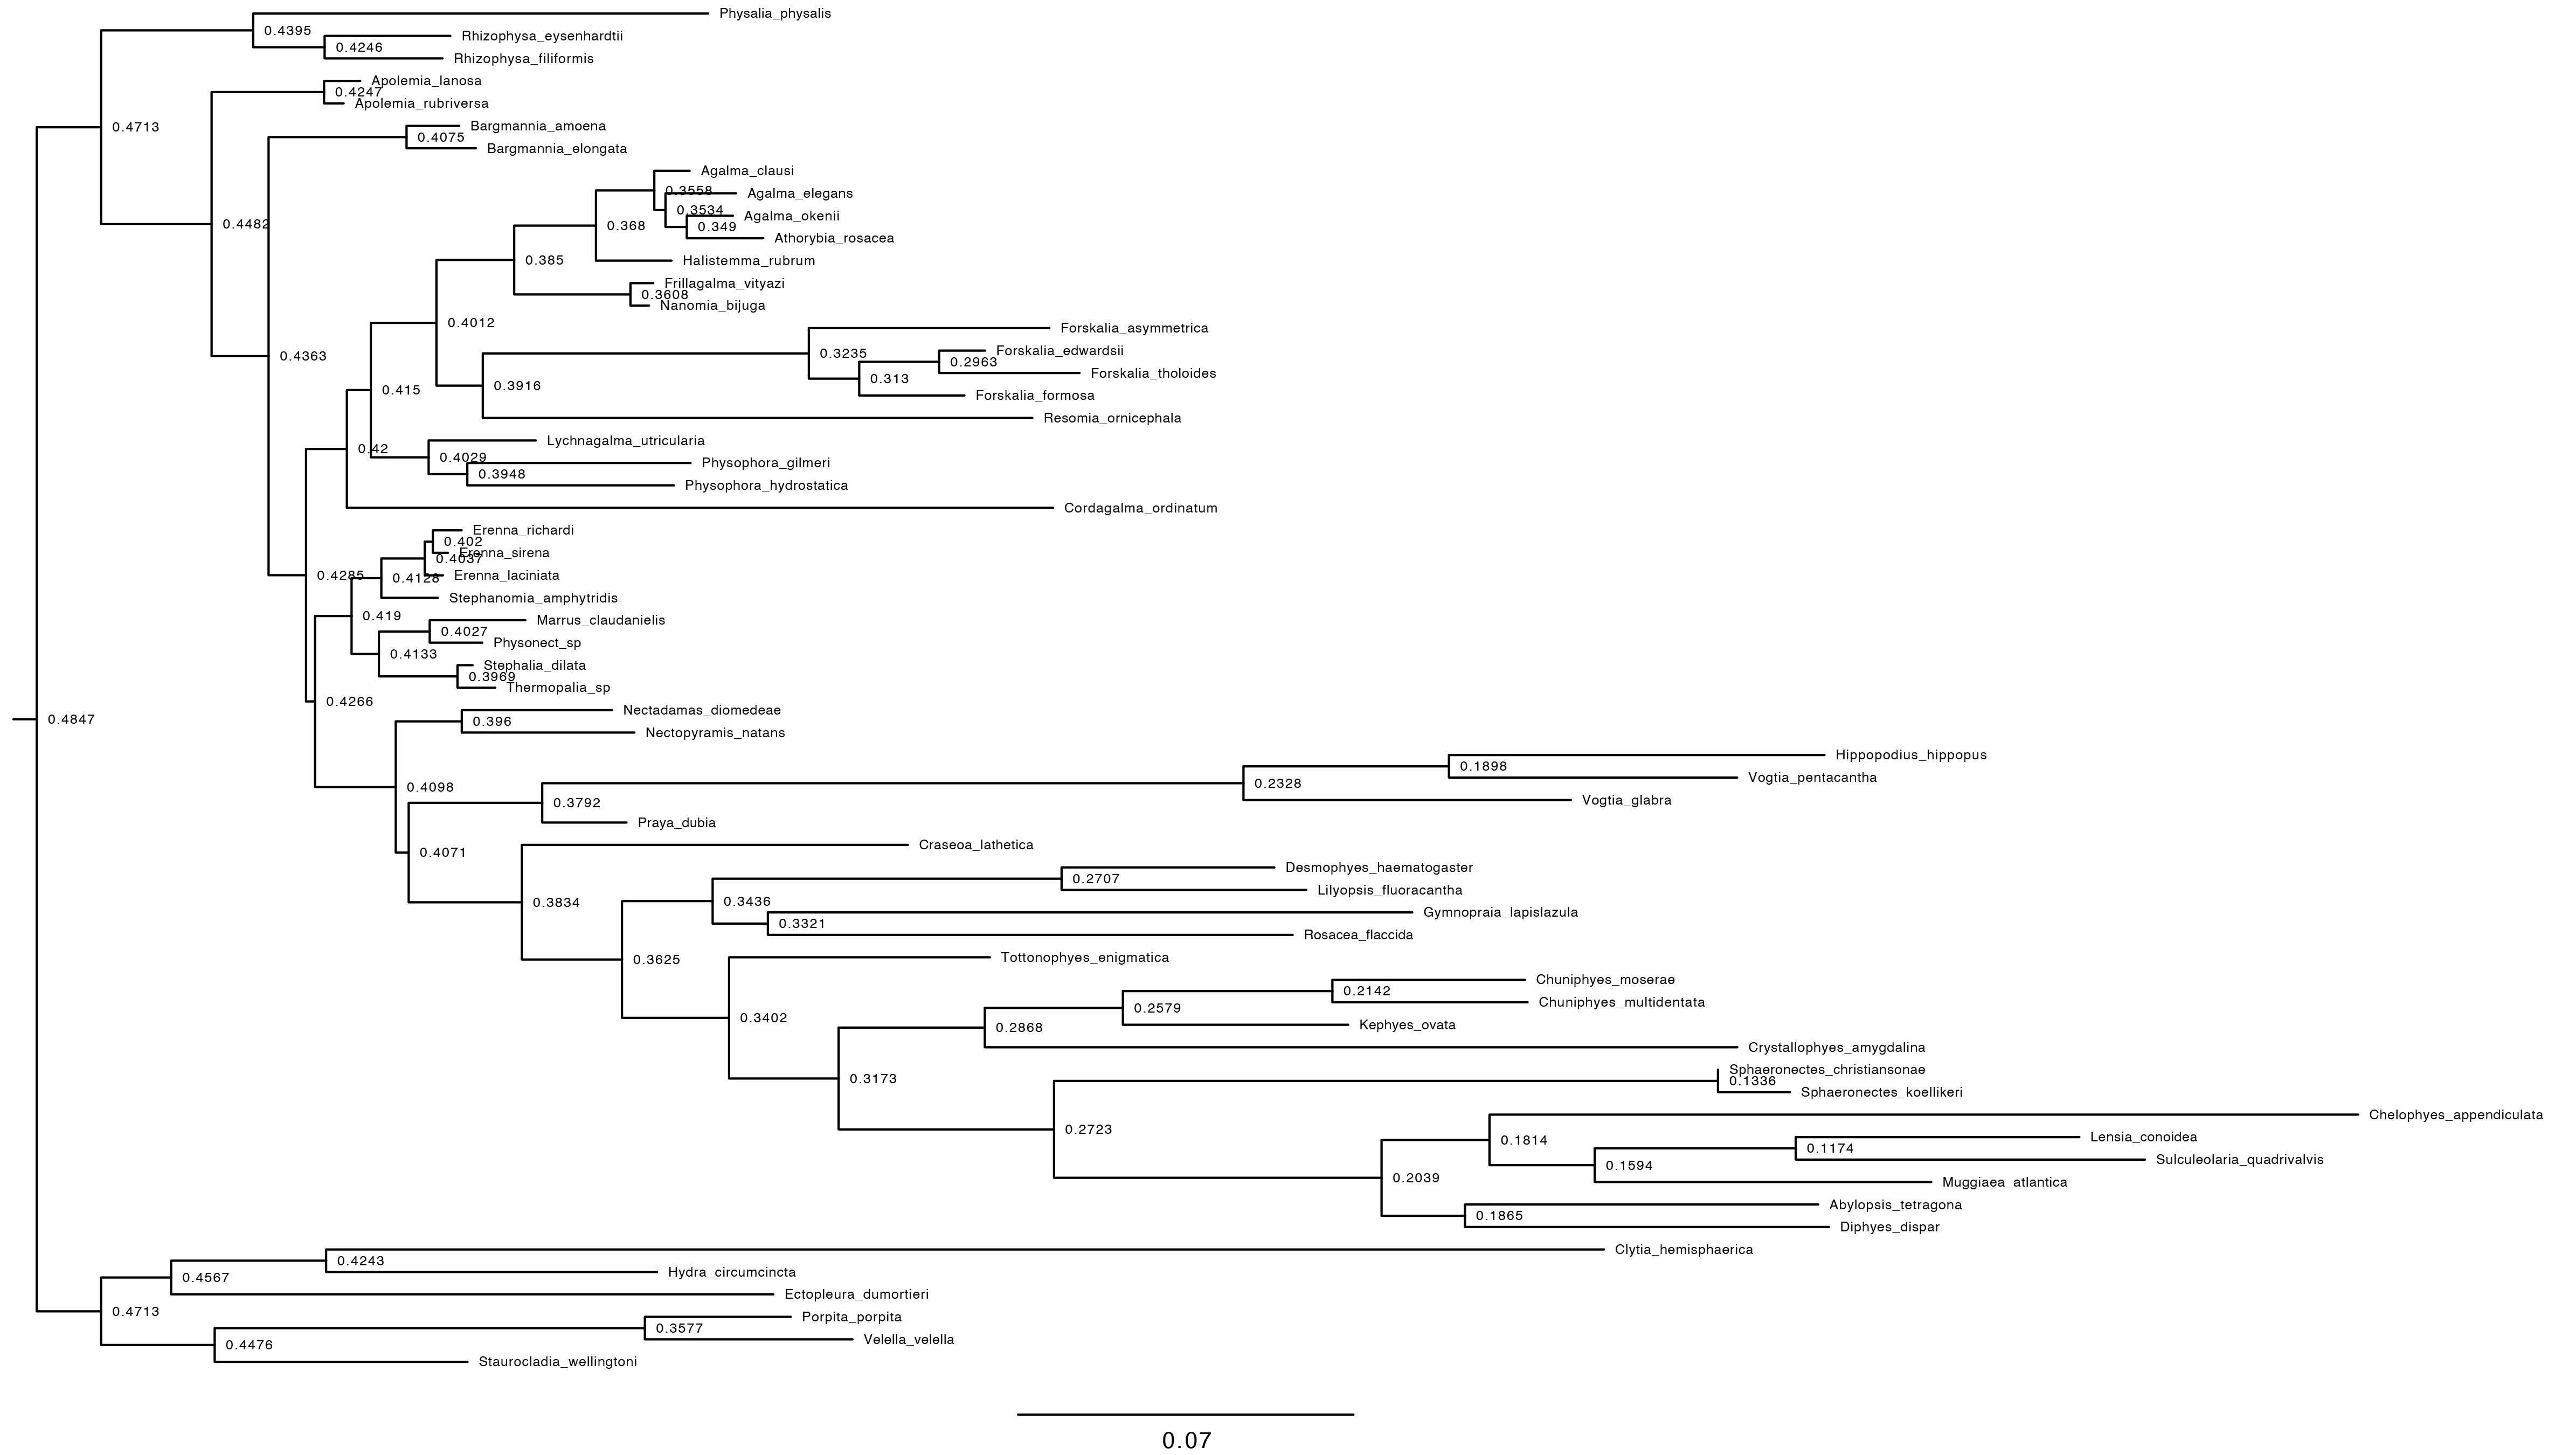 Physalia_physalis
0.4395
Rhizophysa_eysenhardtii
0.4246
Rhizophysa_filiformis
Apolemia_lanosa
0.4247
Apolemia_rubriversa
0.4713
Bargmannia_amoena
0.4075
Bargmannia_elongata
Agalma_clausi
0.3558
Agalma_elegans
0.3534
Agalma_okenii
0.4482
0.368
0.349
Athorybia_rosacea
0.385
Halistemma_rubrum
Frillagalma_vityazi
0.3608
Nanomia_bijuga
0.4012
Forskalia_asymmetrica
0.4363
0.3235
Forskalia_edwardsii
0.2963
Forskalia_tholoides
0.415
0.3916
0.313
Forskalia_formosa
Resomia_ornicephala
Lychnagalma_utricularia
0.42
0.4029
Physophora_gilmeri
0.3948
Physophora_hydrostatica
Cordagalma_ordinatum
Erenna_richardi
0.402
Erenna_sirena
0.4037
0.4285
0.4128
Erenna_laciniata
Stephanomia_amphytridis
0.419
Marrus_claudanielis
0.4027
Physonect_sp
0.4133
Stephalia_dilata
0.3969
Thermopalia_sp
0.4266
Nectadamas_diomedeae
0.4847
0.396
Nectopyramis_natans
Hippopodius_hippopus
0.1898
Vogtia_pentacantha
0.4098
0.2328
0.3792
Vogtia_glabra
Praya_dubia
0.4071
Craseoa_lathetica
Desmophyes_haematogaster
0.2707
Lilyopsis_fluoracantha
0.3834
0.3436
Gymnopraia_lapislazula
0.3321
Rosacea_flaccida
0.3625
Tottonophyes_enigmatica
Chuniphyes_moserae
0.2142
Chuniphyes_multidentata
0.2579
0.3402
0.2868
Kephyes_ovata
Crystallophyes_amygdalina
0.3173
Sphaeronectes_christiansonae
0.1336
Sphaeronectes_koellikeri
0.2723
Chelophyes_appendiculata
0.1814
Lensia_conoidea
0.1174
Sulculeolaria_quadrivalvis
0.1594
0.2039
Muggiaea_atlantica
Abylopsis_tetragona
0.1865
Diphyes_dispar
Clytia_hemisphaerica
0.4243
0.4567
Hydra_circumcincta
Ectopleura_dumortieri
0.4713
Porpita_porpita
0.3577
0.4476
Velella_velella
Staurocladia_wellingtoni
0.07